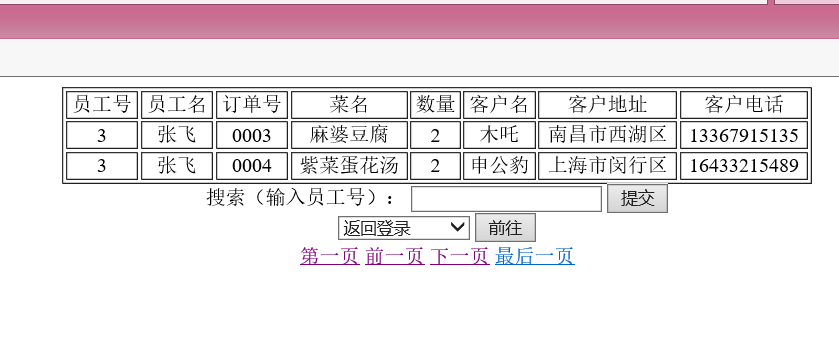 员工号 员工名 订单号 菜名 数量 客户名 客户地址 客户电话
3 张飞 0003 麻婆豆腐 2 木吒 南昌市西湖区 13367915135
3 张飞 0004 紫菜蛋花汤 2 申公豹 上海市闵行区 16433215489
搜索（输入员工号）： 提交
返回登录 前往
第一页 前一页 下一页 最后一页